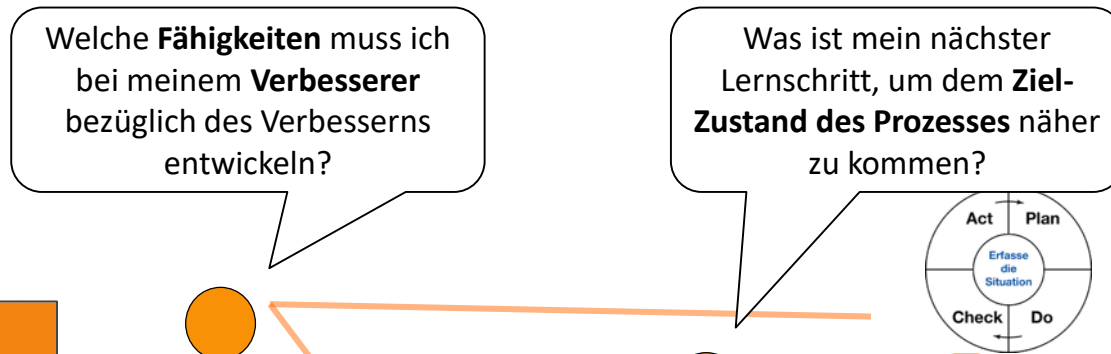 Welche Fähigkeiten muss ich
bei meinem Verbesserer
bezüglich des Verbesserns
entwickeln?
Was ist mein nächster
Lernschritt, um dem Ziel-
Zustand des Prozesses näher
zu kommen?
Act Plan
Erfasse
die
Situation
Check Do